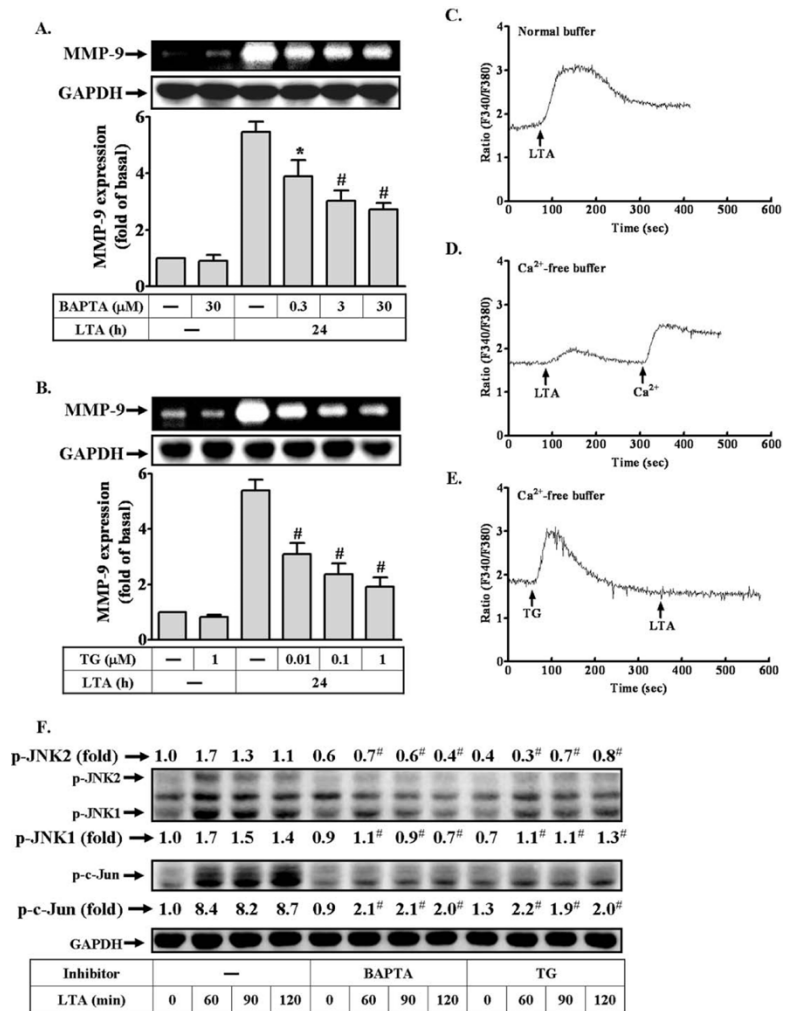 A.
MMP-9
GAPDH
MMP-9 expression
(fold of basal)
6
4
2
0
*
#
#
BAPTA (μM) — 30 — 0.3 3 30
LTA (h) — 24
B.
MMP-9
GAPDH
MMP-9 expression
(fold of basal)
6
4
2
0
#
#
#
TG (μM) — 1 — 0.01 0.1 1
LTA (h) — 24
C.
Normal buffer
Ratio (F340/F380)
4
3
2
1
LTA
0 100 200 300 400 500
Time (sec)
D.
Ca²⁺-free buffer
Ratio (F340/F380)
4
3
2
1
LTA
Ca²⁺
0 100 200 300 400 500 600
Time (sec)
E.
Ca²⁺-free buffer
Ratio (F340/F380)
4
3
2
1
TG
LTA
0 100 200 300 400 500 600
Time (sec)
F.
p-JNK2 (fold) 1.0 1.7 1.3 1.1 0.6 0.7# 0.6# 0.4# 0.4 0.3# 0.7# 0.8#
p-JNK2
p-JNK1
p-JNK1 (fold) 1.0 1.7 1.5 1.4 0.9 1.1# 0.9# 0.7# 0.7 1.1# 1.1# 1.3#
p-c-Jun
p-c-Jun (fold) 1.0 8.4 8.2 8.7 0.9 2.1# 2.1# 2.0# 1.3 2.2# 1.9# 2.0#
GAPDH
Inhibitor — BAPTA TG
LTA (min) 0 60 90 120 0 60 90 120 0 60 90 120